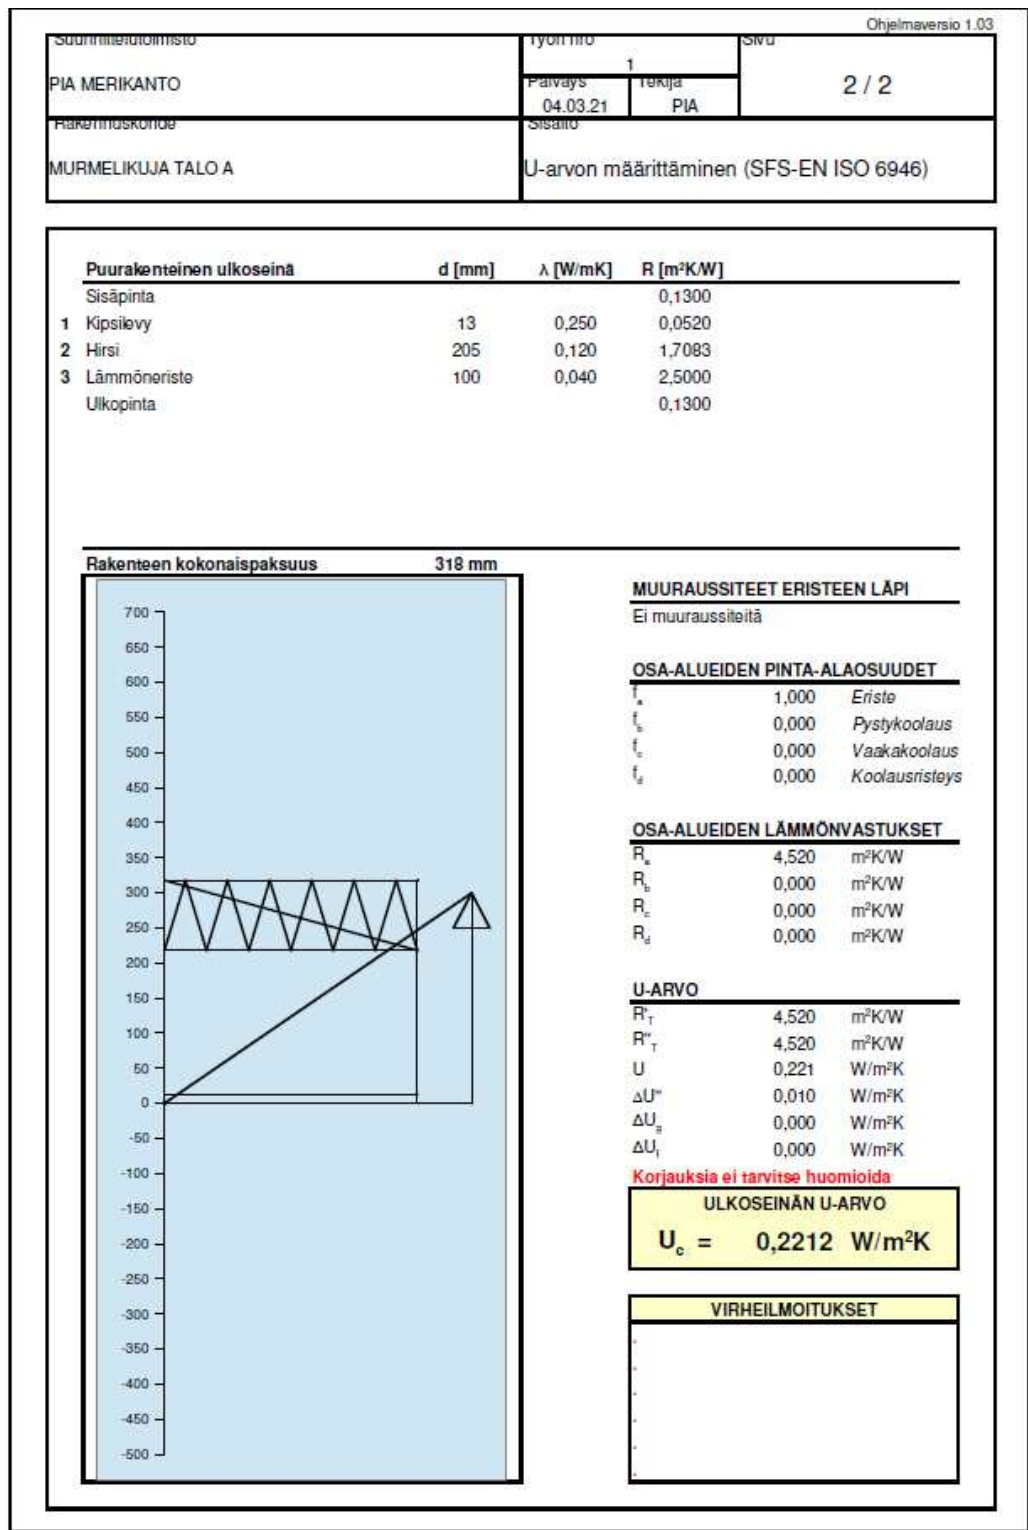 Ohjelmaversio 1.03
Suunnittelutoimisto Työn nro Sivu
1
PIA MERIKANTO Päiväys Tekijä 2 / 2
04.03.21 PIA
Rakennuskohde Sisältö
MURMELIKUJA TALO A U-arvon määrittäminen (SFS-EN ISO 6946)
Puurakenteinen ulkoseinä d [mm] λ [W/mK] R [m²K/W]
Sisäpinta 0,1300
1 Kipsilevy 13 0,250 0,0520
2 Hirsi 205 0,120 1,7083
3 Lämmöneriste 100 0,040 2,5000
Ulkopinta 0,1300
Rakenteen kokonaispaksuus 318 mm
700
650
600
550
500
450
400
350
300
250
200
150
100
50
0
-50
-100
-150
-200
-250
-300
-350
-400
-450
-500
MUURAUSSITEET ERISTEEN LÄPI
Ei muuraussiteitä
OSA-ALUEIDEN PINTA-ALAOSUUDET
fa 1,000 Eriste
fb 0,000 Pystykoolaus
fc 0,000 Vaakakoolaus
fd 0,000 Koolausristeys
OSA-ALUEIDEN LÄMMÖNVASTUKSET
Ra 4,520 m²K/W
Rb 0,000 m²K/W
Rc 0,000 m²K/W
Rd 0,000 m²K/W
U-ARVO
R'T 4,520 m²K/W
R"T 4,520 m²K/W
U 0,221 W/m²K
ΔU" 0,010 W/m²K
ΔUg 0,000 W/m²K
ΔUf 0,000 W/m²K
Korjauksia ei tarvitse huomioida
ULKOSEINÄN U-ARVO
Uc = 0,2212 W/m²K
VIRHEILMOITUKSET